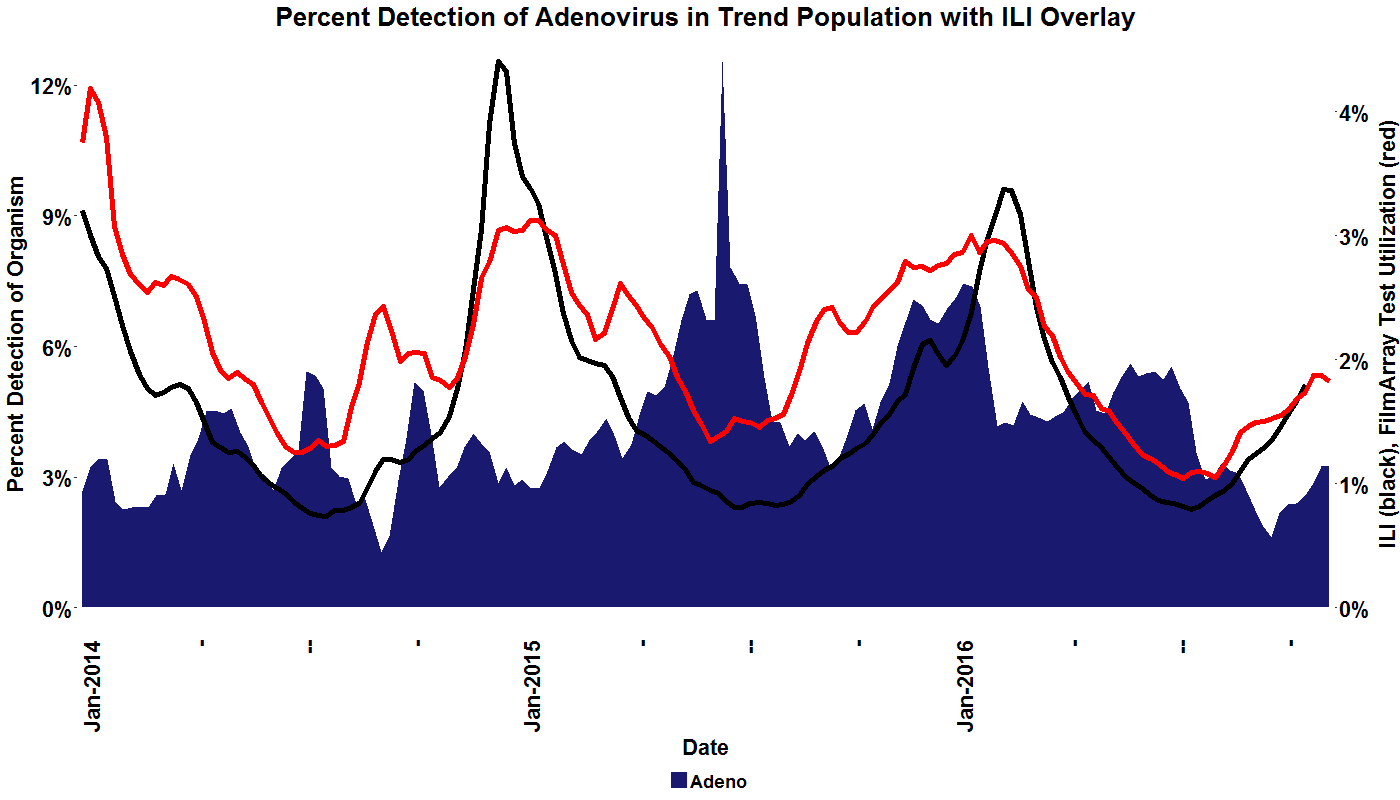 Percent Detection of Adenovirus in Trend Population with ILI Overlay
Percent Detection of Organism
12%
9%
6%
3%
0%
4%
3%
2%
1%
0%
ILI (black), FilmArray Test Utilization (red)
Jan-2014
-
--
-
Jan-2015
-
--
-
Jan-2016
-
--
-
Date
Adeno